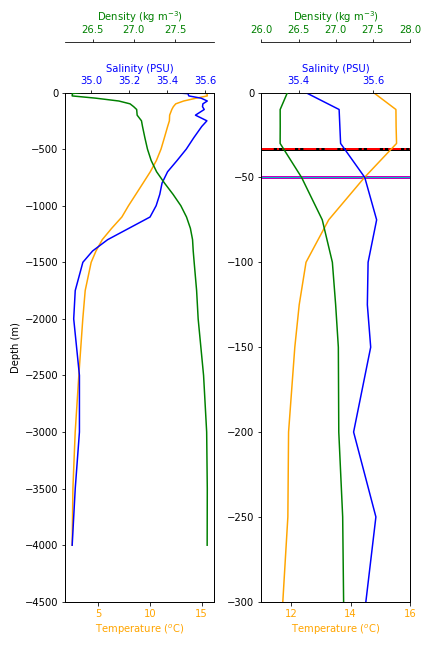 Density (kg m⁻³)
26.5 27.0 27.5
Salinity (PSU)
35.0 35.2 35.4 35.6
0
−500
−1000
−1500
−2000
−2500
−3000
−3500
−4000
−4500
Depth (m)
5 10 15
Temperature (°C)
Density (kg m⁻³)
26.0 26.5 27.0 27.5 28.0
Salinity (PSU)
35.4 35.6
0
−50
−100
−150
−200
−250
−300
12 14 16
Temperature (°C)